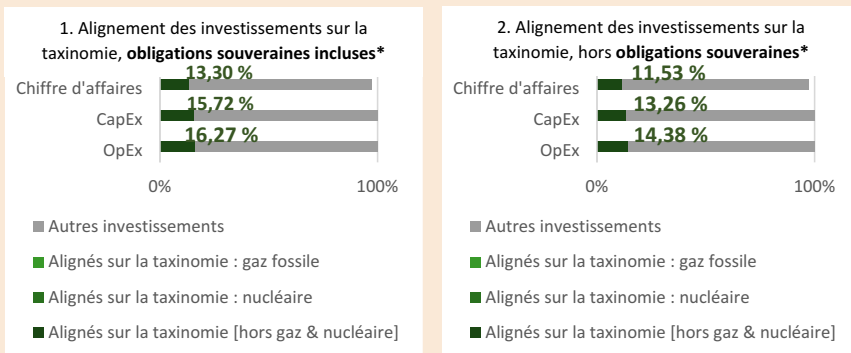 1. Alignement des investissements sur la
taxinomie, obligations souveraines incluses*
13,30 %
Chiffre d'affaires
15,72 %
CapEx
16,27 %
OpEx
0%
100%
Autres investissements
Alignés sur la taxinomie : gaz fossile
Alignés sur la taxinomie : nucléaire
Alignés sur la taxinomie [hors gaz & nucléaire]
2. Alignement des investissements sur la
taxinomie, hors obligations souveraines*
11,53 %
Chiffre d'affaires
13,26 %
CapEx
14,38 %
OpEx
0%
100%
Autres investissements
Alignés sur la taxinomie : gaz fossile
Alignés sur la taxinomie : nucléaire
Alignés sur la taxinomie [hors gaz & nucléaire]